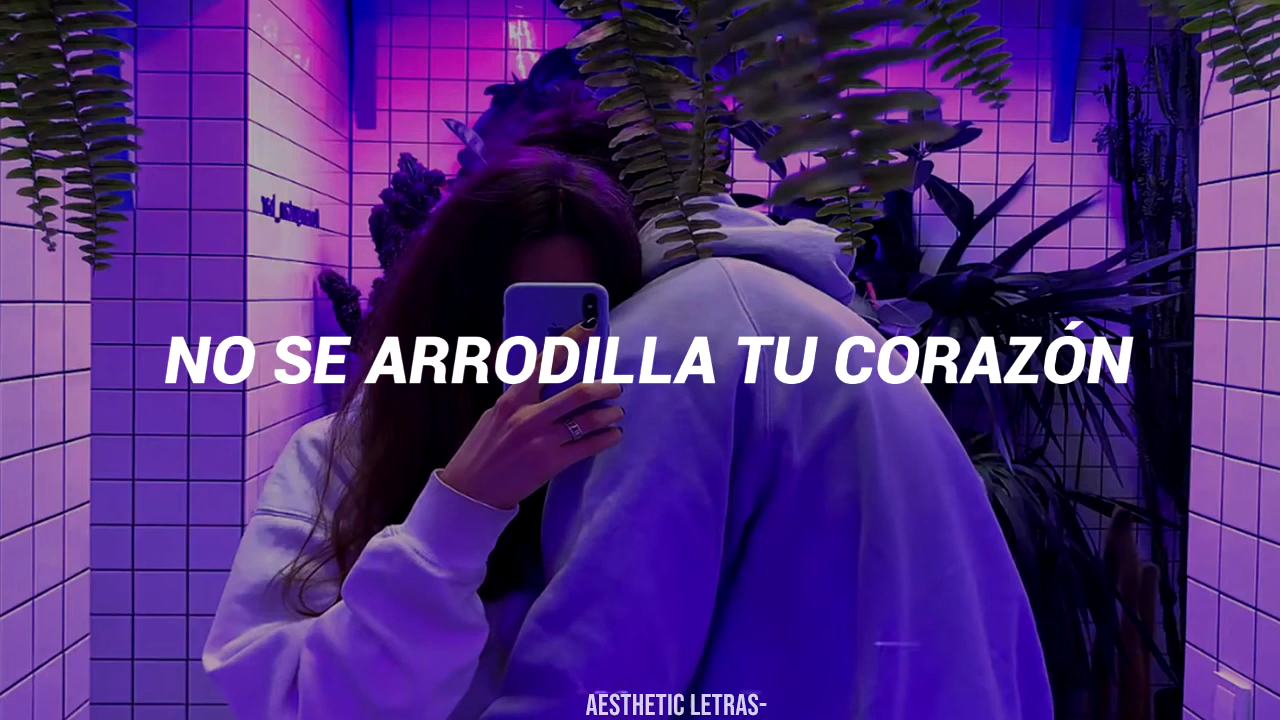 NO SE ARRODILLA TU CORAZÓN
AESTHETIC LETRAS-